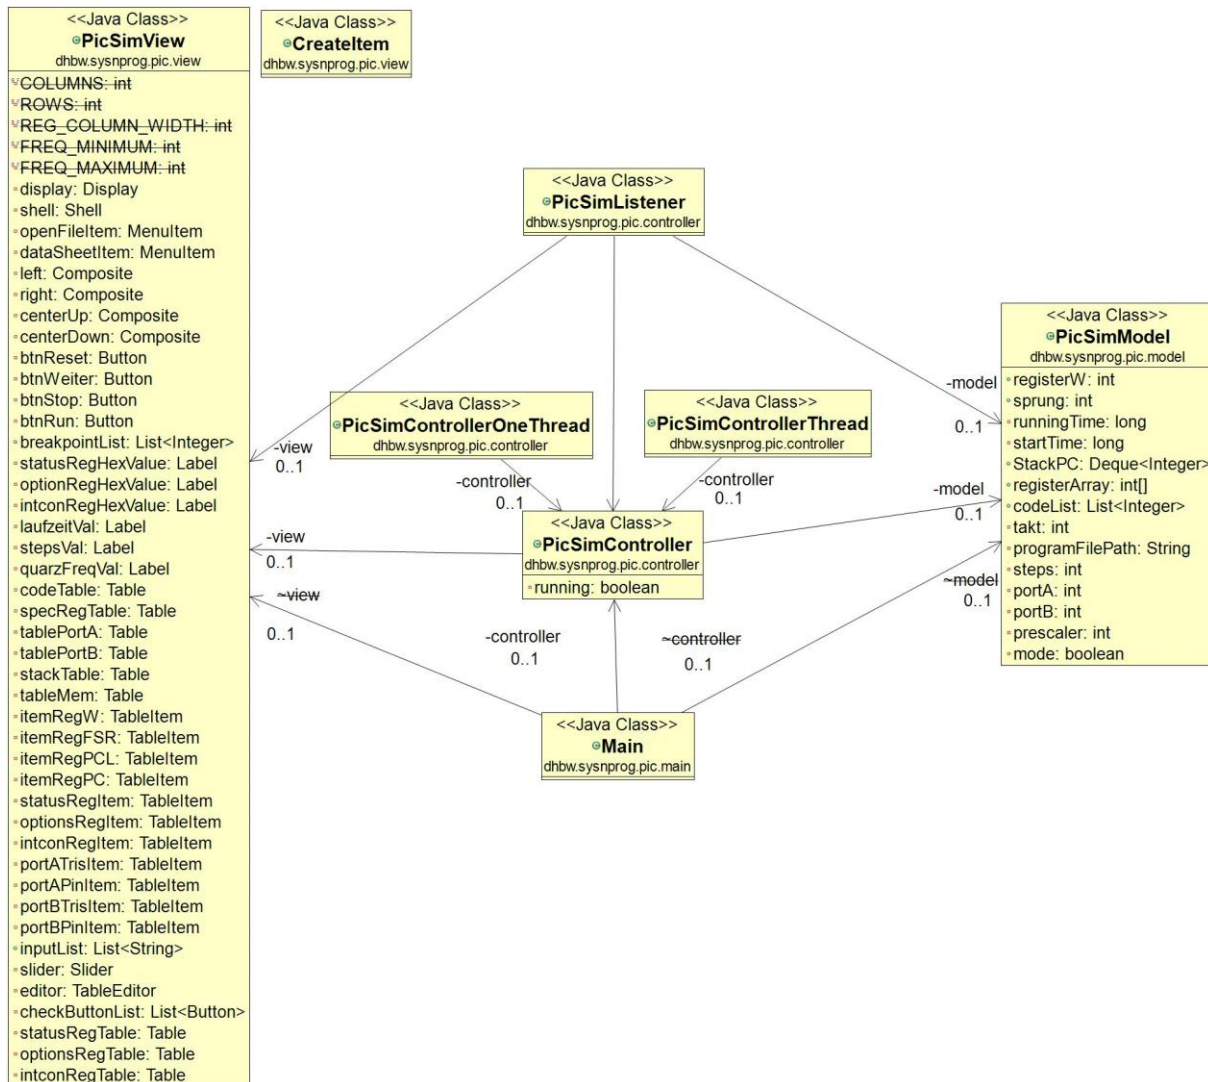 <<Java Class>>
PicSimView
dhbw.sysnprog.pic.view
COLUMNS: int
ROWS: int
REG_COLUMN_WIDTH: int
FREQ_MINIMUM: int
FREQ_MAXIMUM: int
display: Display
shell: Shell
openFileItem: MenuItem
dataSheetItem: MenuItem
left: Composite
right: Composite
centerUp: Composite
centerDown: Composite
btnReset: Button
btnWeiter: Button
btnStop: Button
btnRun: Button
breakpointList: List<Integer>
statusRegHexValue: Label
optionRegHexValue: Label
intconRegHexValue: Label
laufzeitVal: Label
stepsVal: Label
quarzFreqVal: Label
codeTable: Table
specRegTable: Table
tablePortA: Table
tablePortB: Table
stackTable: Table
tableMem: Table
itemRegW: TableItem
itemRegFSR: TableItem
itemRegPCL: TableItem
itemRegPC: TableItem
statusRegItem: TableItem
optionsRegItem: TableItem
intconRegItem: TableItem
portATrisItem: TableItem
portAPinItem: TableItem
portBTrisItem: TableItem
portBPinItem: TableItem
inputList: List<String>
slider: Slider
editor: TableEditor
checkButtonList: List<Button>
statusRegTable: Table
optionsRegTable: Table
intconRegTable: Table
<<Java Class>>
CreateItem
dhbw.sysnprog.pic.view
<<Java Class>>
PicSimListener
dhbw.sysnprog.pic.controller
-view
0..1
-model
0..1
<<Java Class>>
PicSimControllerOneThread
dhbw.sysnprog.pic.controller
-controller
0..1
<<Java Class>>
PicSimControllerThread
dhbw.sysnprog.pic.controller
-controller
0..1
<<Java Class>>
PicSimController
dhbw.sysnprog.pic.controller
running: boolean
-view
0..1
-model
0..1
~view
0..1
-controller
0..1
~controller
0..1
~model
0..1
<<Java Class>>
Main
dhbw.sysnprog.pic.main
<<Java Class>>
PicSimModel
dhbw.sysnprog.pic.model
registerW: int
sprung: int
runningTime: long
startTime: long
StackPC: Deque<Integer>
registerArray: int[]
codeList: List<Integer>
takt: int
programFilePath: String
steps: int
portA: int
portB: int
prescaler: int
mode: boolean